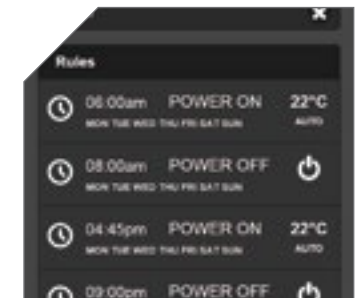 Rules
06:00am POWER ON 22°C
MON TUE WED THU FRI SAT SUN AUTO
08:00am POWER OFF
MON TUE WED THU FRI SAT SUN
04:45pm POWER ON 22°C
MON TUE WED THU FRI SAT SUN AUTO
09:00pm POWER OFF